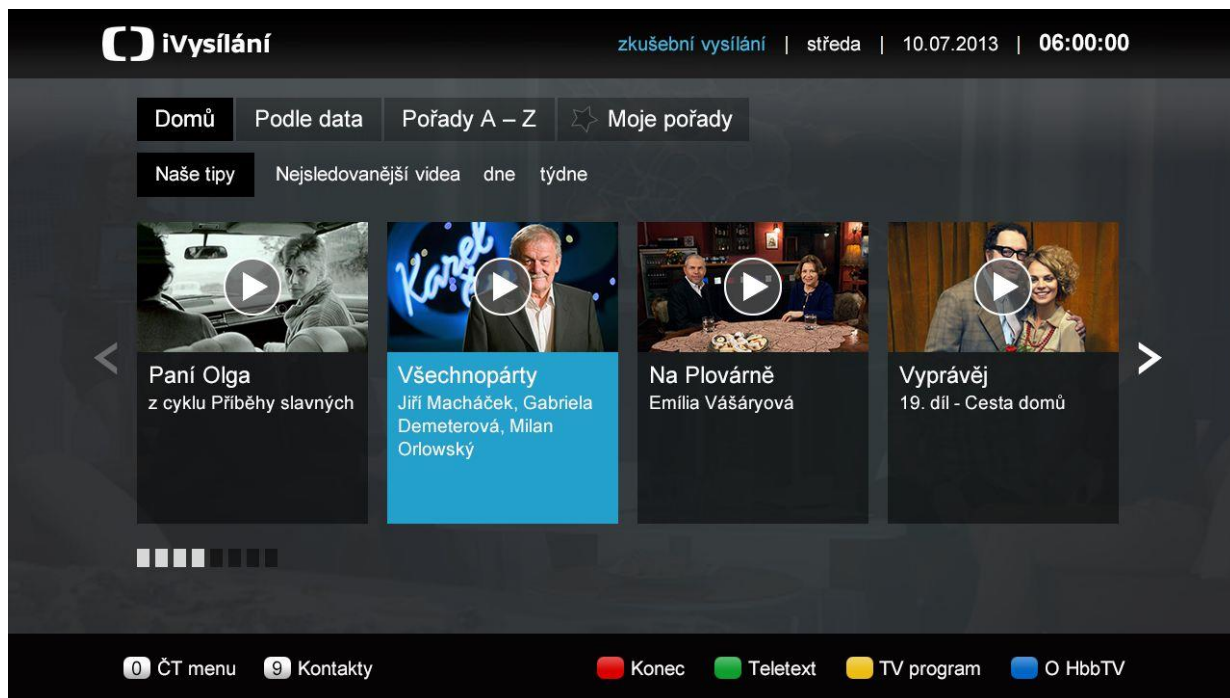 iVysílání
zkušební vysílání | středa | 10.07.2013 | 06:00:00
Domů Podle data Pořady A – Z Moje pořady
Naše tipy Nejsledovanější videa dne týdne
Karel
Paní Olga
z cyklu Příběhy slavných
Všechnopárty
Jiří Macháček, Gabriela
Demeterová, Milan
Orlowský
Na Plovárně
Emília Vášáryová
Vyprávěj
19. díl - Cesta domů
0 ČT menu 9 Kontakty Konec Teletext TV program O HbbTV